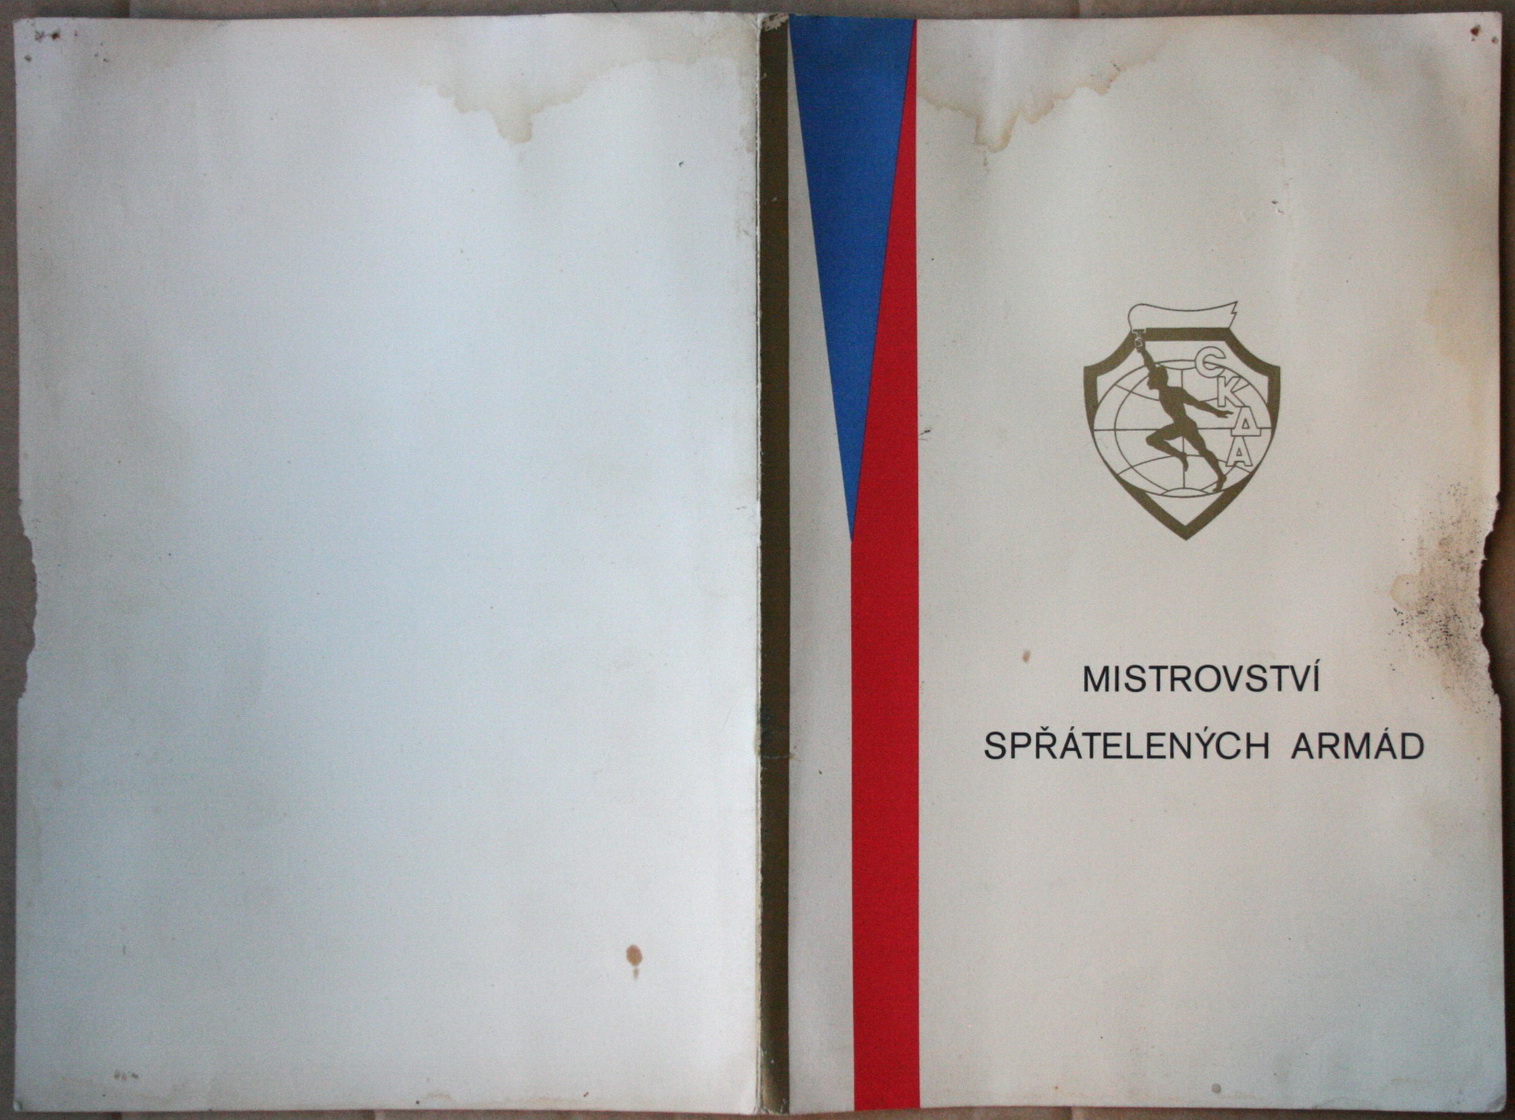 СКДА
MISTROVSTVÍ
SPŘÁTELENÝCH ARMÁD